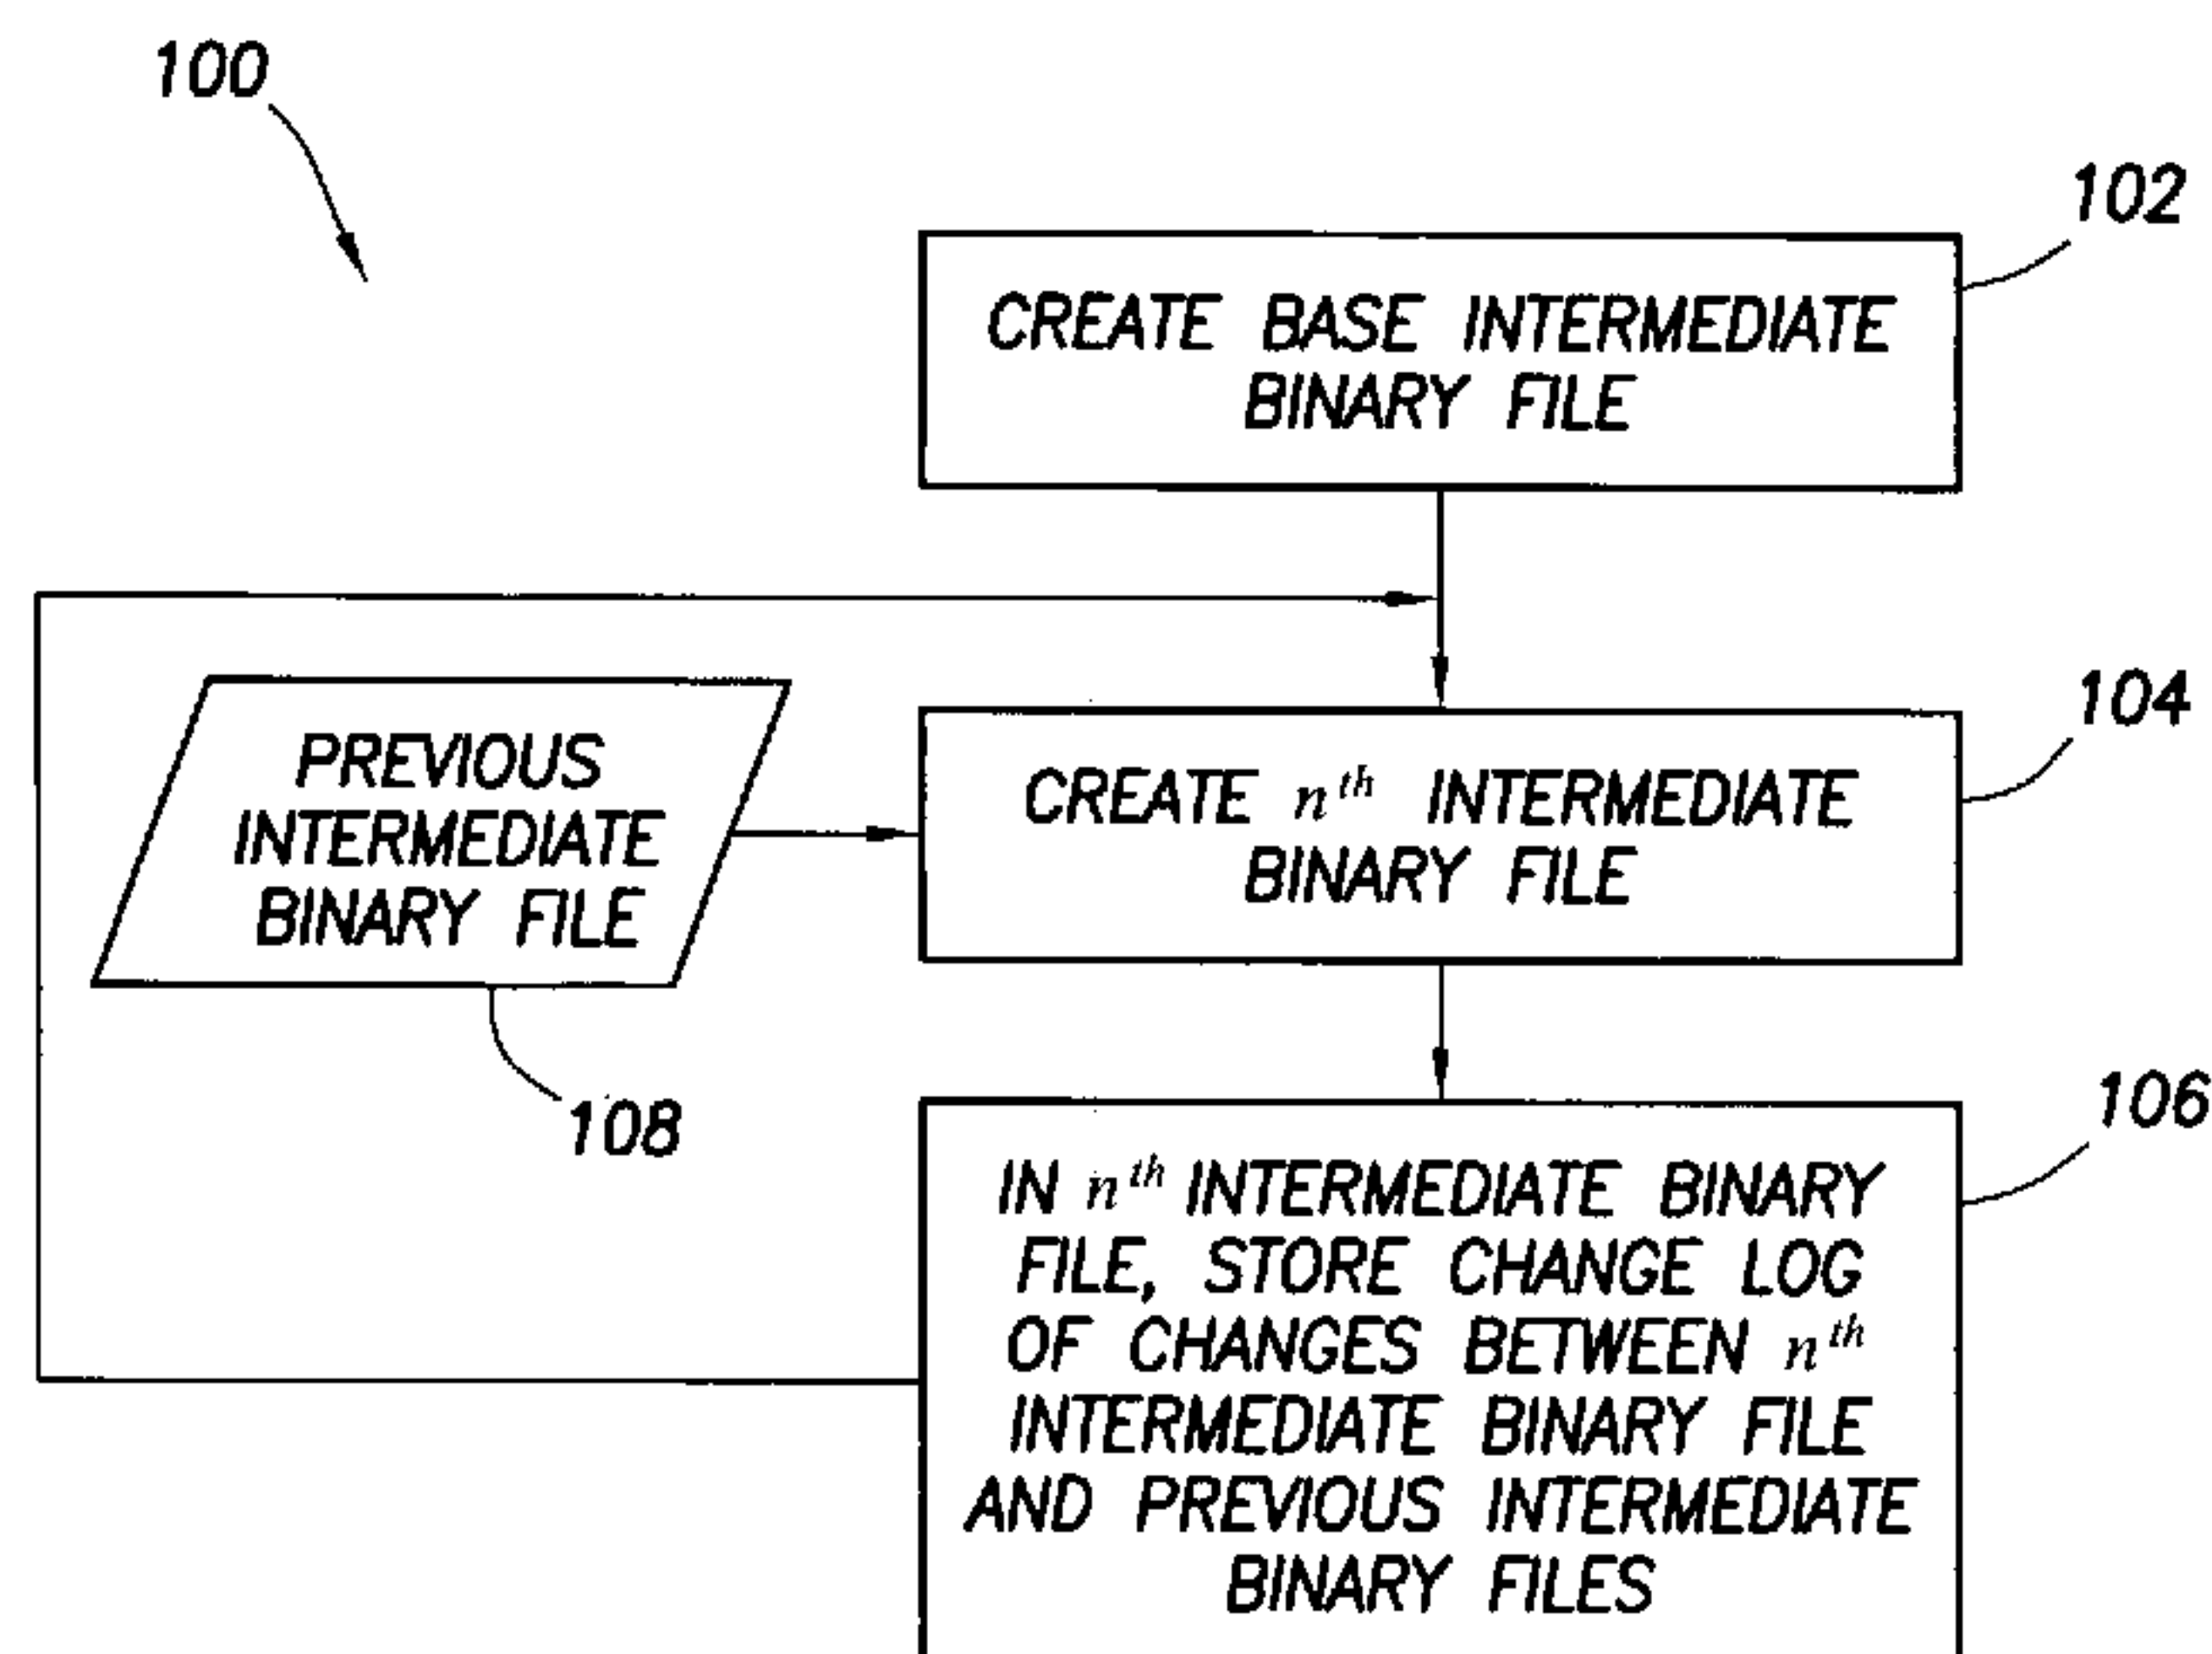 100
102
CREATE BASE INTERMEDIATE
BINARY FILE
104
PREVIOUS
INTERMEDIATE
BINARY FILE
CREATE nth INTERMEDIATE
BINARY FILE
108
106
IN nth INTERMEDIATE BINARY
FILE, STORE CHANGE LOG
OF CHANGES BETWEEN nth
INTERMEDIATE BINARY FILE
AND PREVIOUS INTERMEDIATE
BINARY FILES